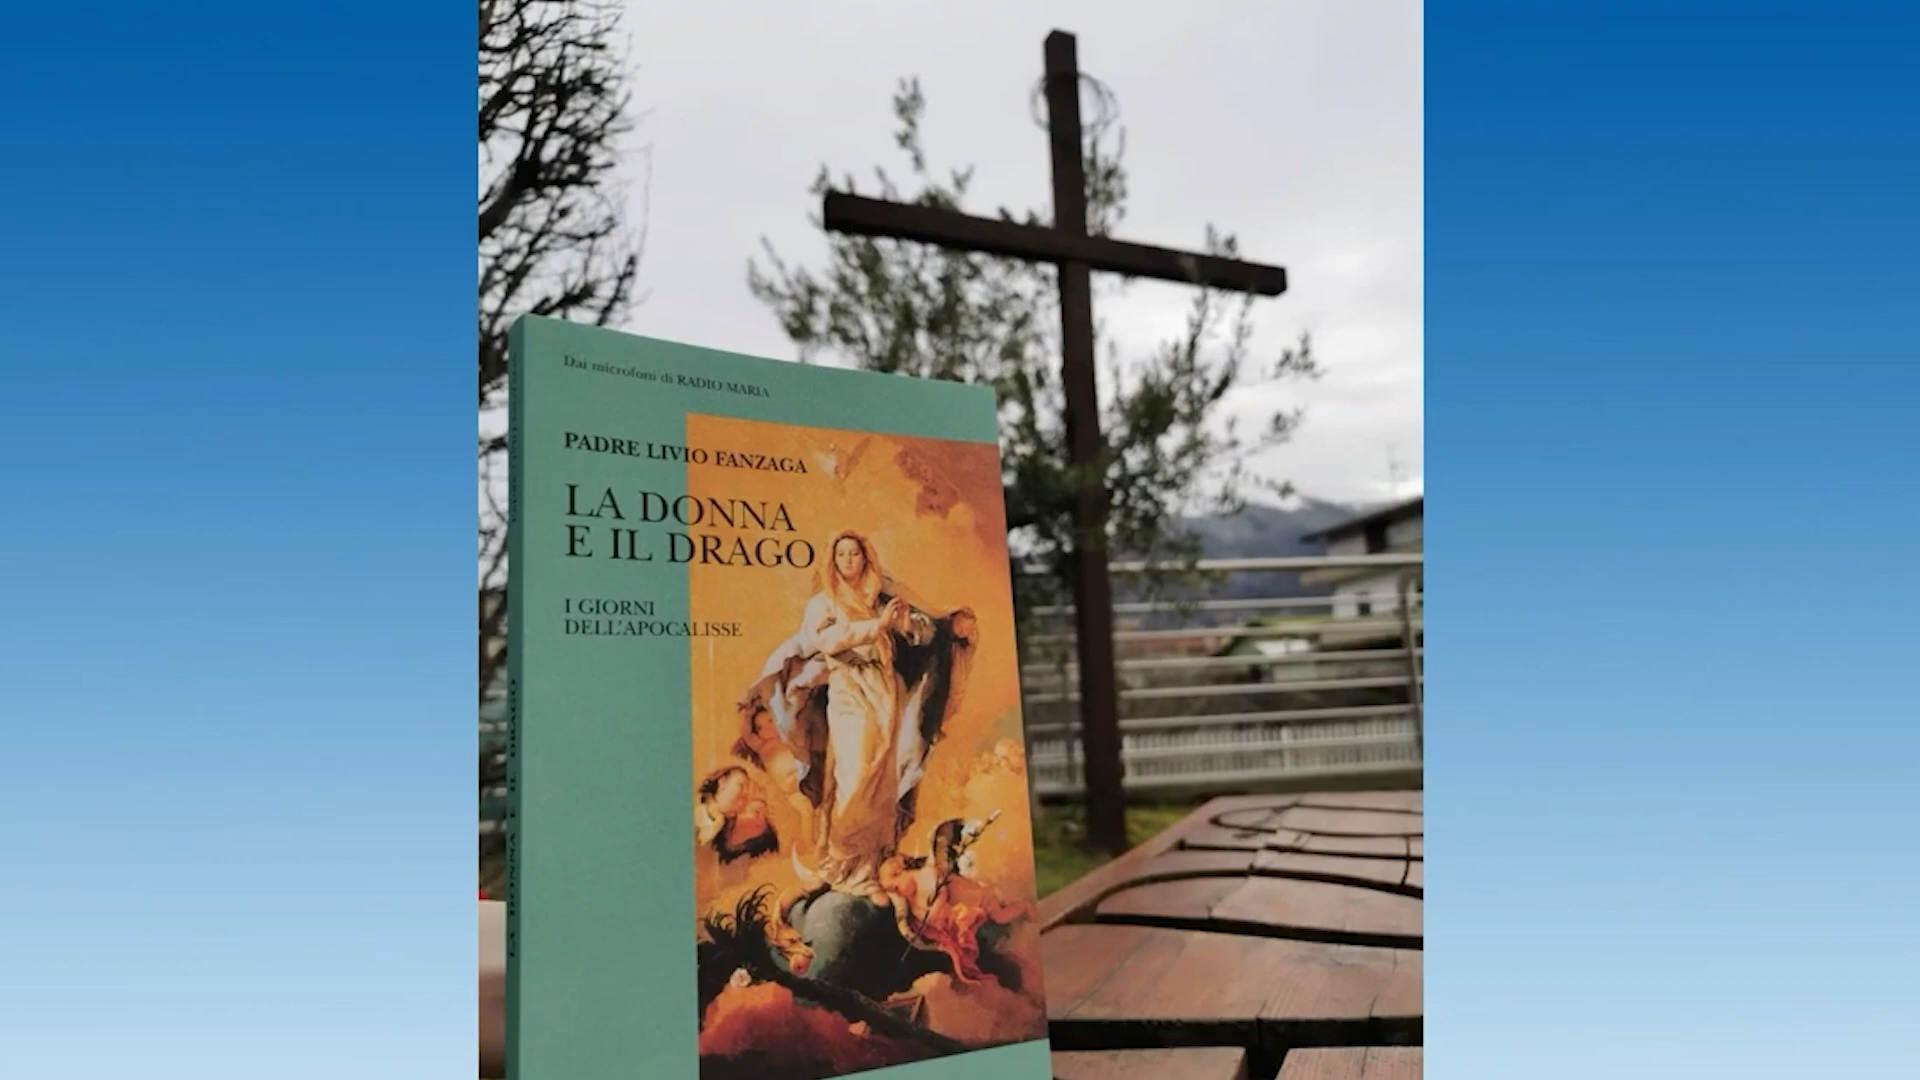 Dai microfoni di RADIO MARIA
PADRE LIVIO FANZAGA
LA DONNA
E IL DRAGO
I GIORNI
DELL'APOCALISSE
LA DONNA E IL DRAGO